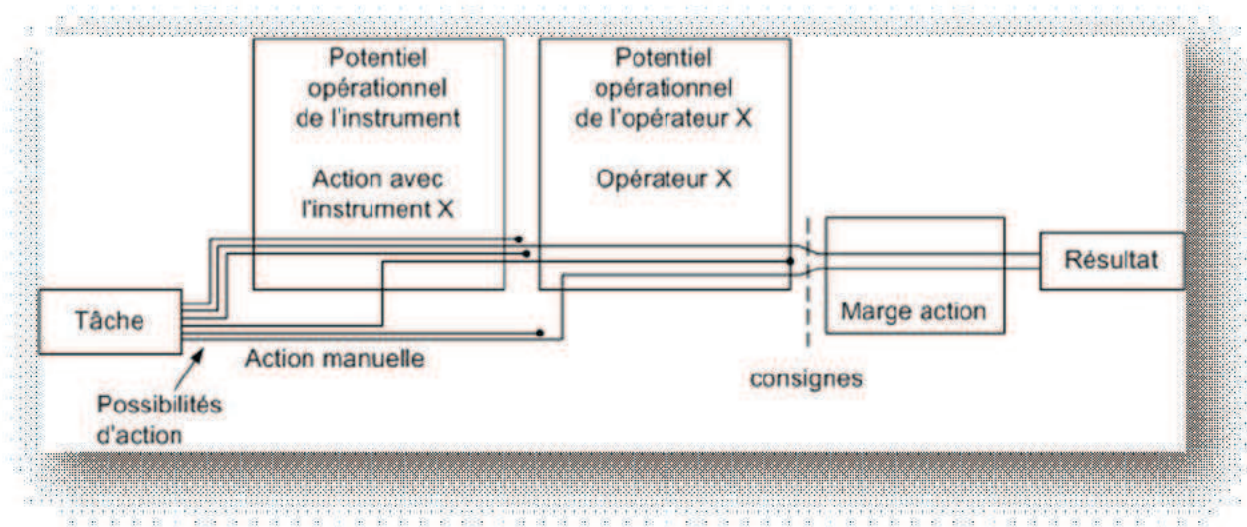 Potentiel
opérationnel
de l'instrument
Action avec
l'instrument X
Potentiel
opérationnel
de l'opérateur X
Opérateur X
Résultat
Marge action
Tâche
Action manuelle
consignes
Possibilités
d'action